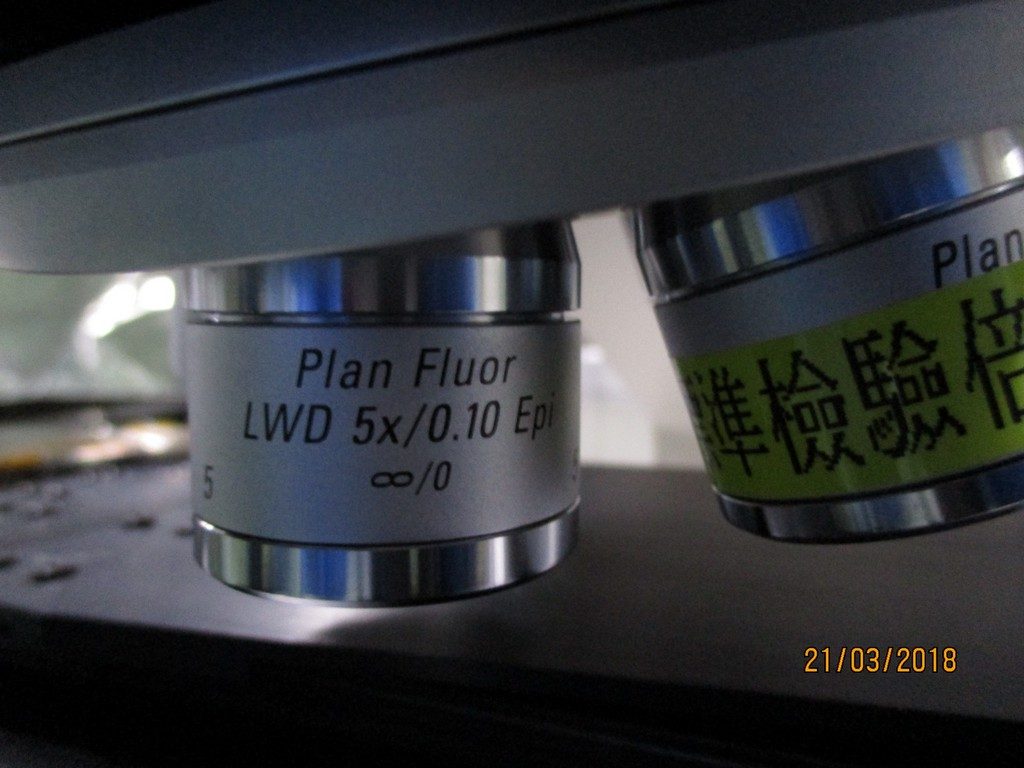 Plan Fluor
LWD 5x/0.10 Epi
∞/0
5
Plan
準檢驗倍
21/03/2018